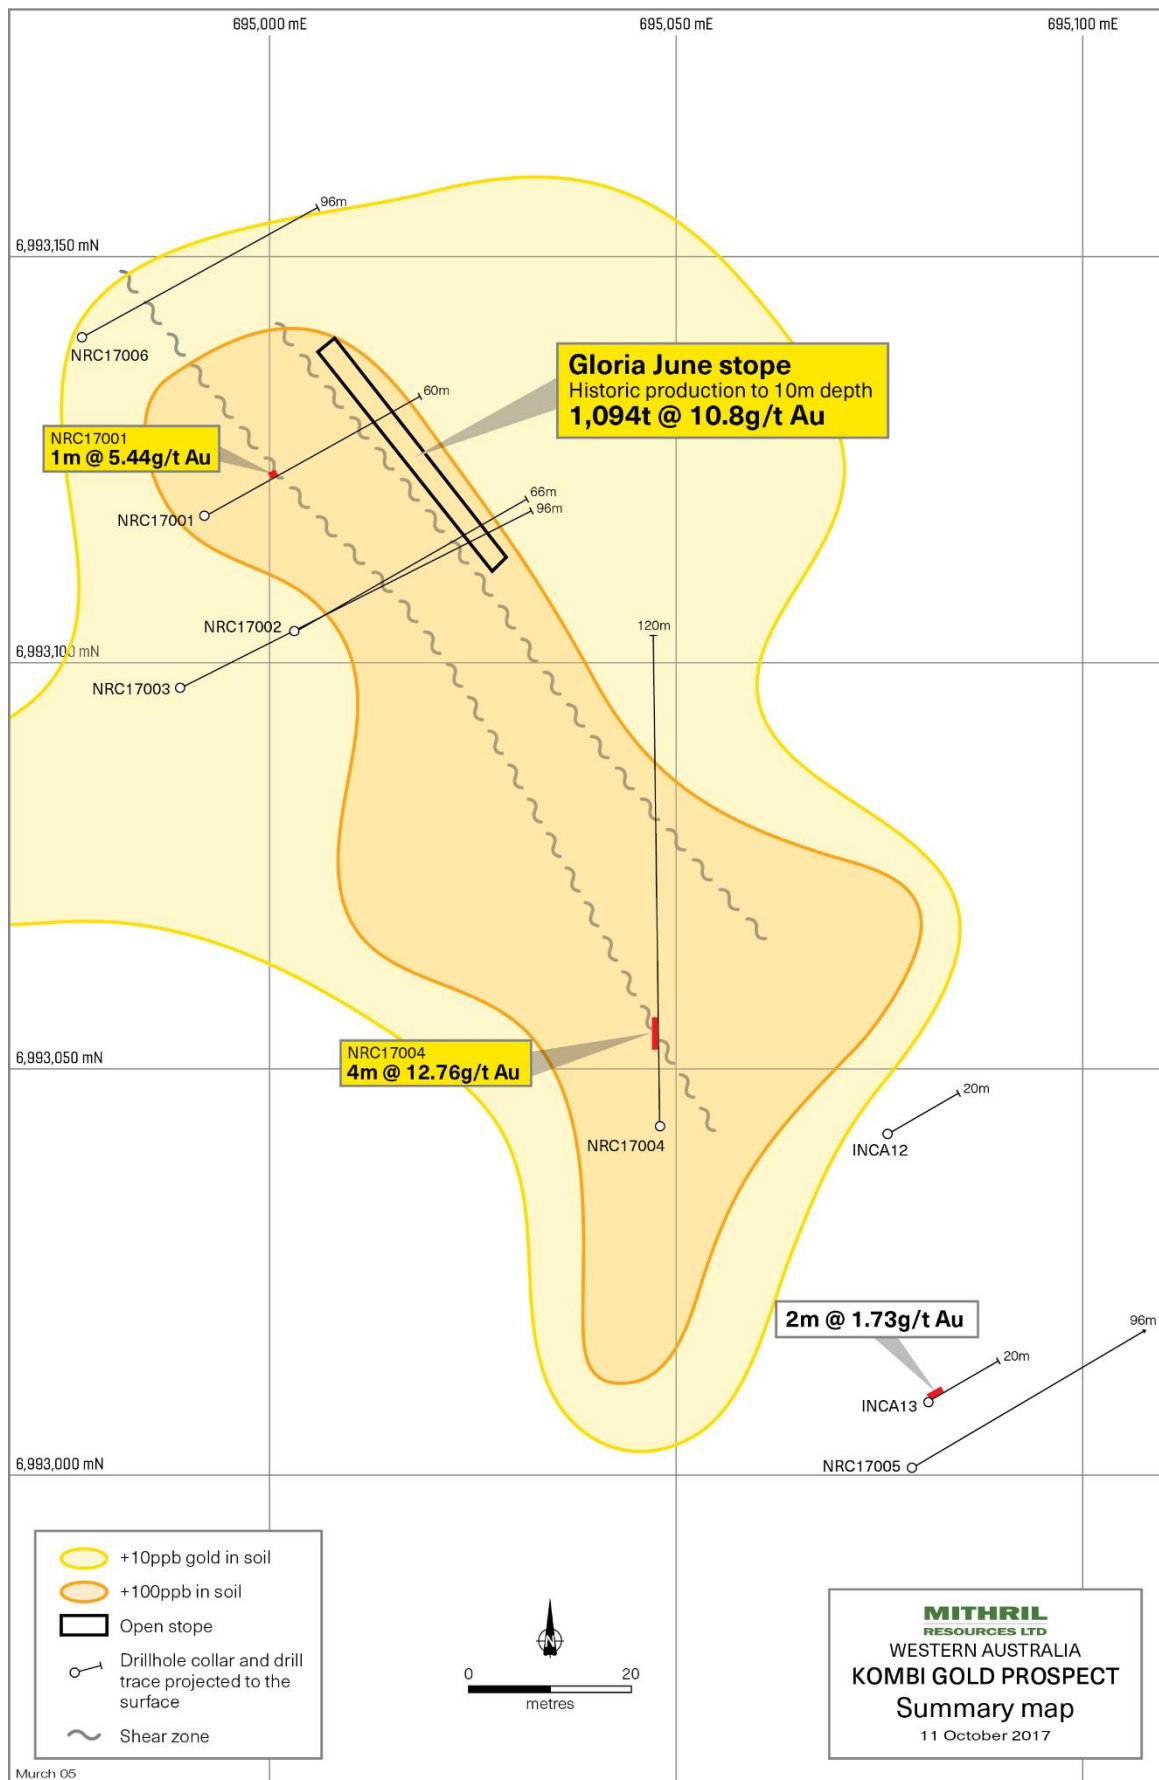 695,000 mE
695,050 mE
695,100 mE
96m
6,993,150 mN
NRC17006
Gloria June stope
Historic production to 10m depth
1,094t @ 10.8g/t Au
60m
NRC17001
1m @ 5.44g/t Au
66m
96m
NRC17001
NRC17002
120m
6,993,100 mN
NRC17003
NRC17004
4m @ 12.76g/t Au
6,993,050 mN
20m
NRC17004
INCA12
2m @ 1.73g/t Au
96m
20m
INCA13
NRC17005
6,993,000 mN
+10ppb gold in soil
+100ppb in soil
Open stope
Drillhole collar and drill
trace projected to the
surface
Shear zone
N
0
20
metres
MITHRIL
RESOURCES LTD
WESTERN AUSTRALIA
KOMBI GOLD PROSPECT
Summary map
11 October 2017
Murch 05